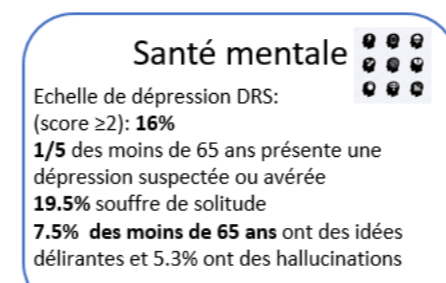 Santé mentale
Echelle de dépression DRS:
(score ≥2): 16%
1/5 des moins de 65 ans présente une
dépression suspectée ou avérée
19.5% souffre de solitude
7.5% des moins de 65 ans ont des idées
délirantes et 5.3% ont des hallucinations